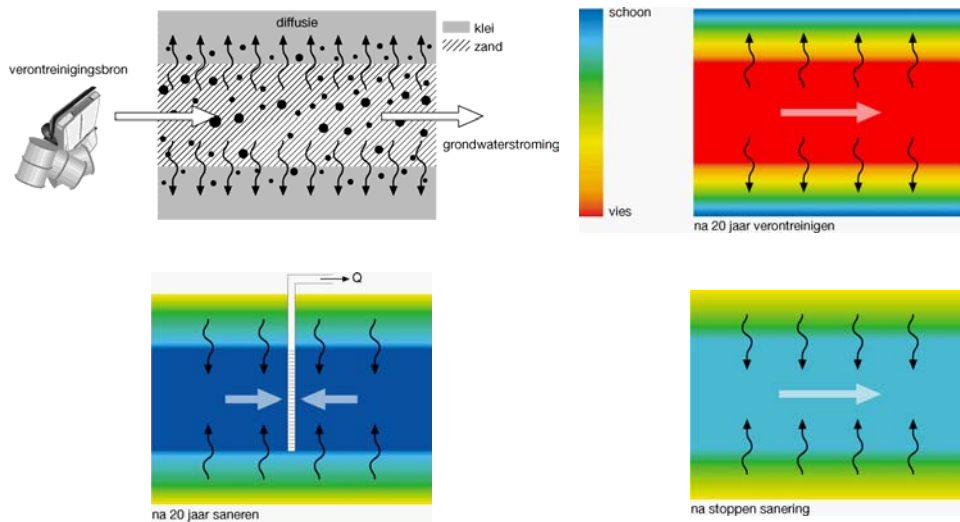 diffusie
klei
zand
verontreinigingsbron
grondwaterstroming
schoon
vies
na 20 jaar verontreinigen
Q
na 20 jaar saneren
na stoppen sanering